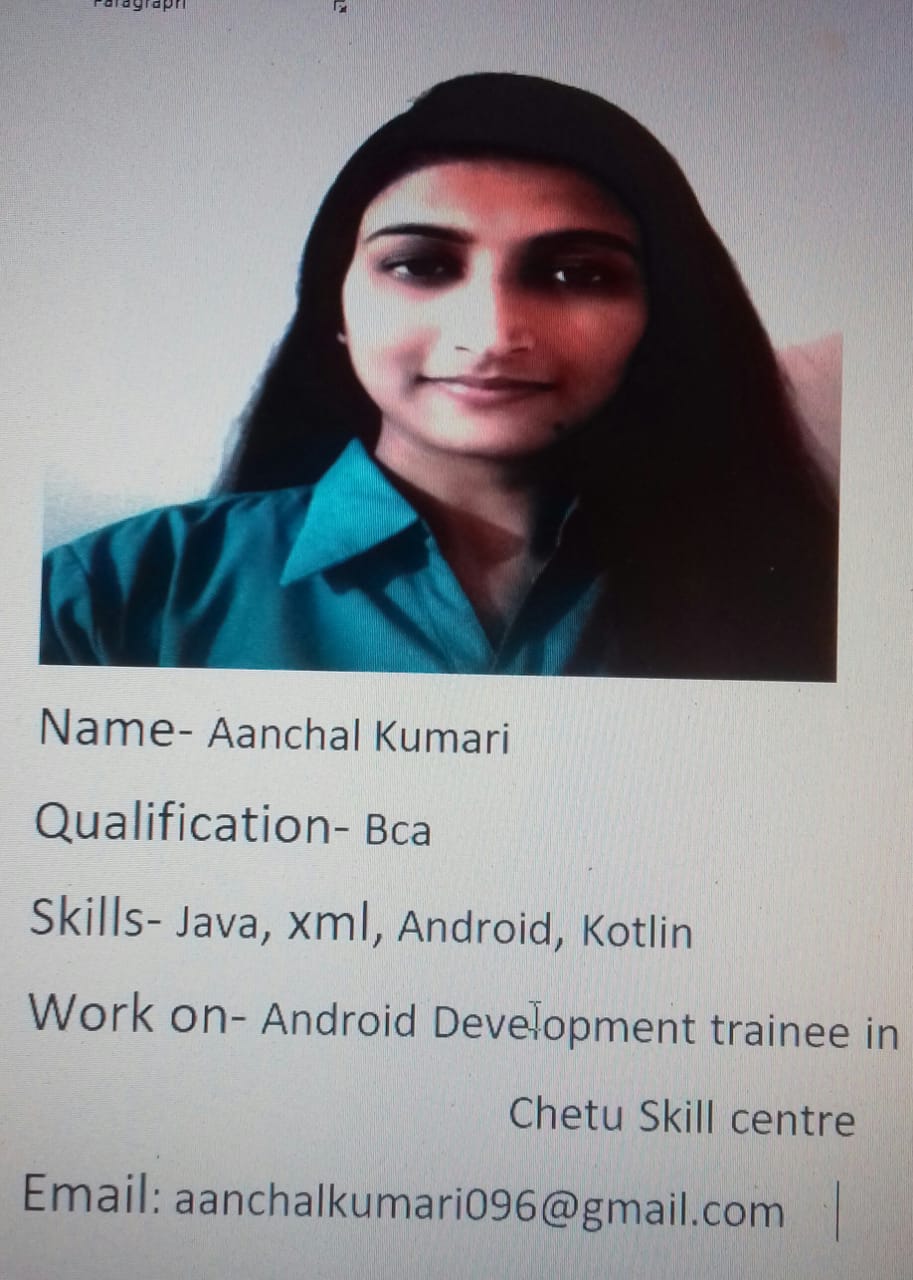 Paragraph
Name- Aanchal Kumari
Qualification- Bca
Skills- Java, xml, Android, Kotlin
Work on- Android Development trainee in
Chetu Skill centre
Email: aanchalkumari096@gmail.com